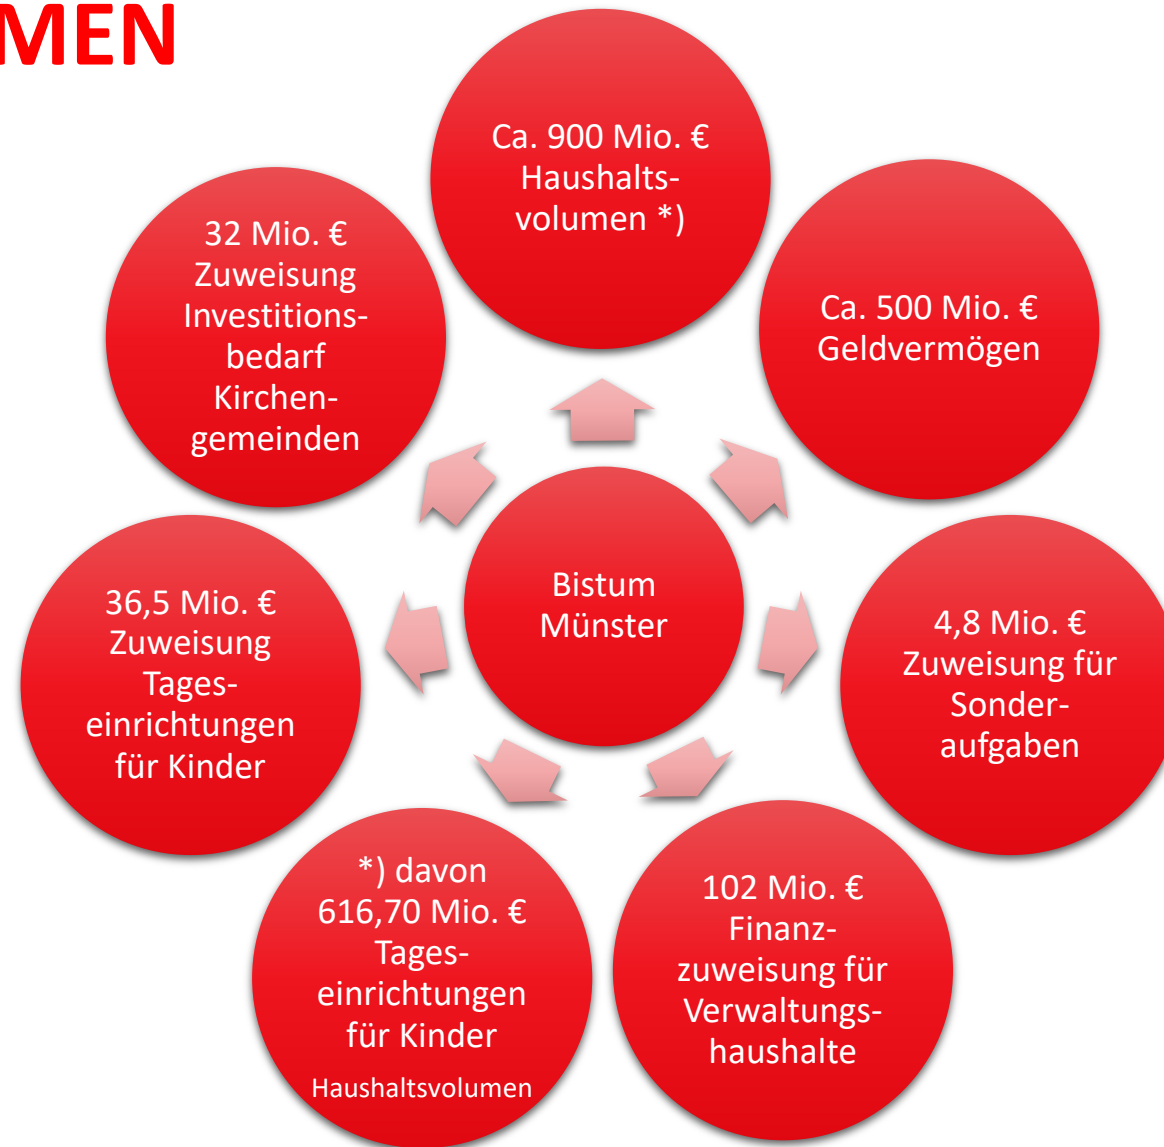 MEN
Ca. 900 Mio. €
Haushalts-
volumen *)
Ca. 500 Mio. €
Geldvermögen
4,8 Mio. €
Zuweisung für
Sonder-
aufgaben
102 Mio. €
Finanz-
zuweisung für
Verwaltungs-
haushalte
*) davon
616,70 Mio. €
Tages-
einrichtungen
für Kinder
Haushaltsvolumen
36,5 Mio. €
Zuweisung
Tages-
einrichtungen
für Kinder
32 Mio. €
Zuweisung
Investitions-
bedarf
Kirchen-
gemeinden
Bistum
Münster